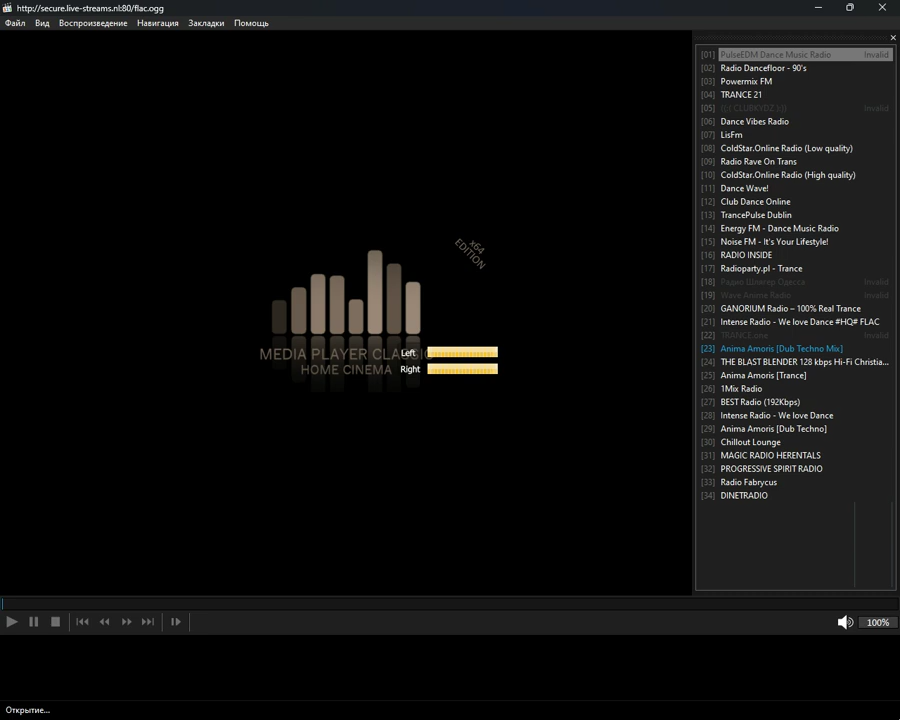 http://secure.live-streams.nl:80/flac.ogg
Файл Вид Воспроизведение Навигация Закладки Помощь
[01] PulseEDM Dance Music Radio Invalid
[02] Radio Dancefloor - 90's
[03] Powermix FM
[04] TRANCE 21
[05] ((:( CLUBKYDZ ):)) Invalid
[06] Dance Vibes Radio
[07] LisFm
[08] ColdStar.Online Radio (Low quality)
[09] Radio Rave On Trans
[10] ColdStar.Online Radio (High quality)
[11] Dance Wave!
[12] Club Dance Online
[13] TrancePulse Dublin
[14] Energy FM - Dance Music Radio
[15] Noise FM - It's Your Lifestyle!
[16] RADIO INSIDE
[17] Radioparty.pl - Trance
[18] Радио Шлягер Одесса Invalid
[19] Wave Anime Radio Invalid
[20] GANORIUM Radio – 100% Real Trance
[21] Intense Radio - We love Dance #HQ# FLAC
[22] TRANCE.one Invalid
[23] Anima Amoris [Dub Techno Mix]
[24] THE BLAST BLENDER 128 kbps Hi-Fi Christia...
[25] Anima Amoris [Trance]
[26] 1Mix Radio
[27] BEST Radio (192Kbps)
[28] Intense Radio - We love Dance
[29] Anima Amoris [Dub Techno]
[30] Chillout Lounge
[31] MAGIC RADIO HERENTALS
[32] PROGRESSIVE SPIRIT RADIO
[33] Radio Fabrycus
[34] DINETRADIO
x64
EDITION
MEDIA PLAYER CLASSIC
HOME CINEMA
Left
Right
100%
Открытие...